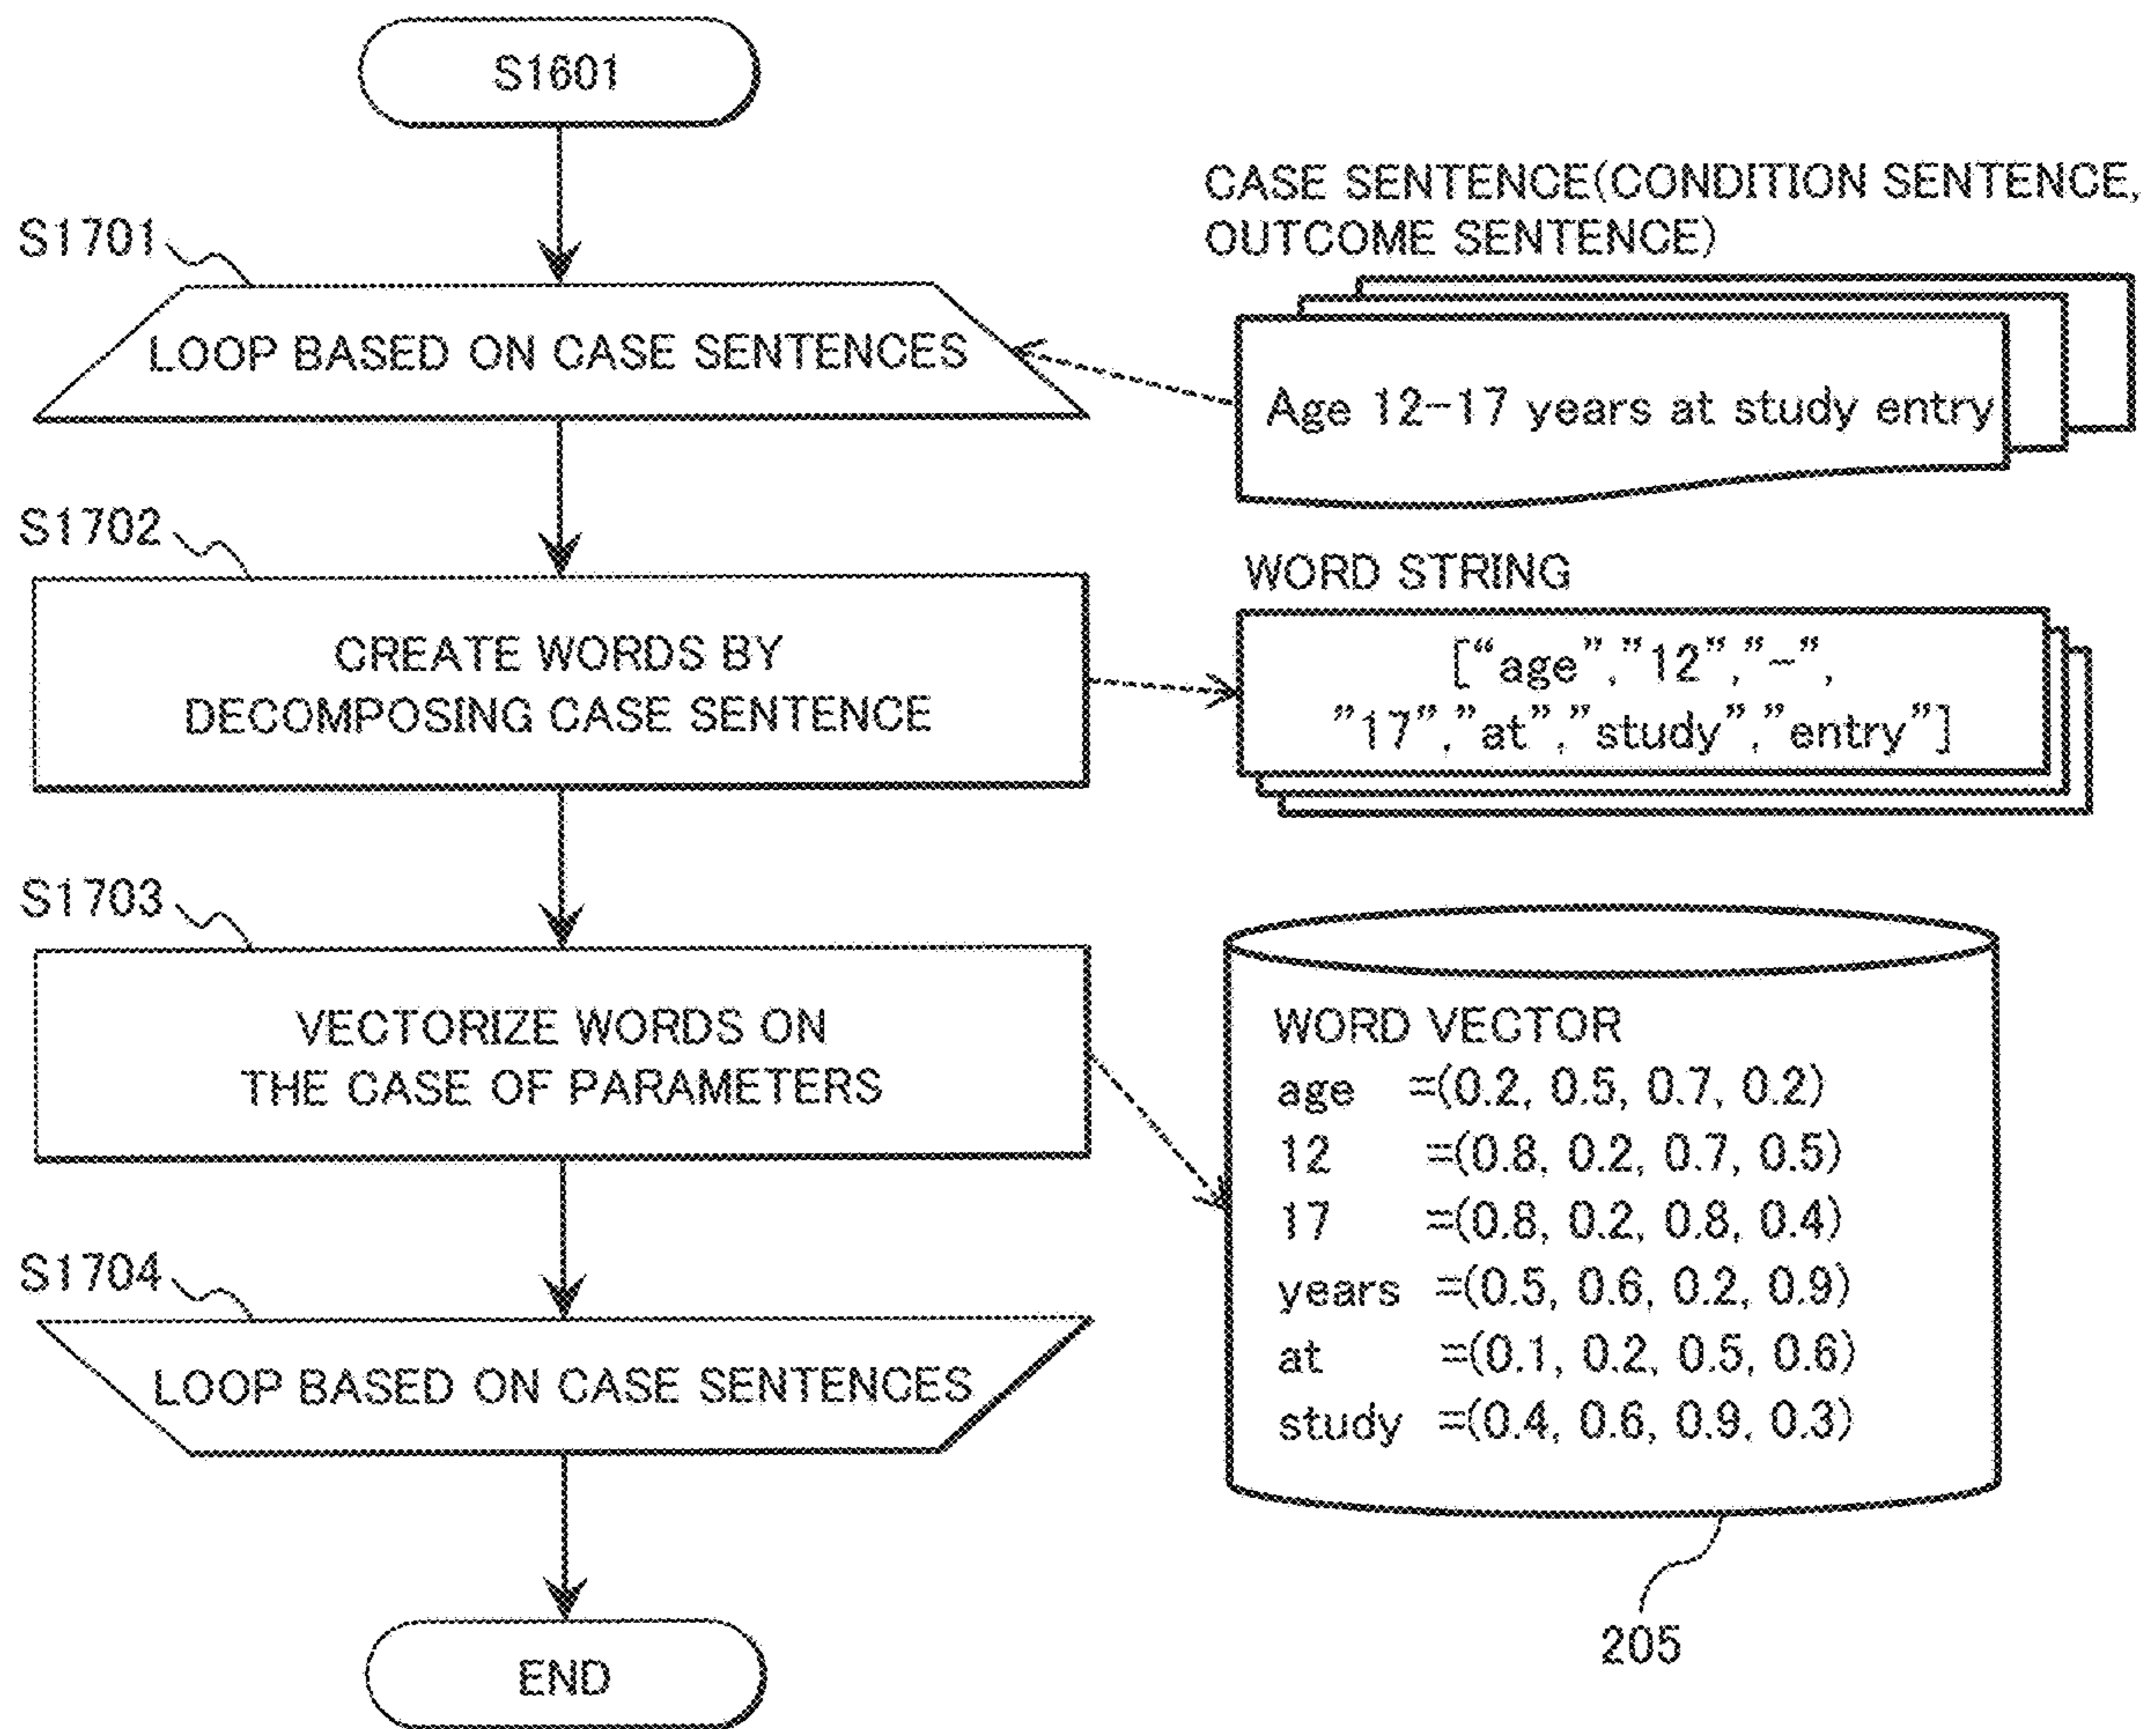 S1601
S1701
LOOP BASED ON CASE SENTENCES
CASE SENTENCE(CONDITION SENTENCE,
OUTCOME SENTENCE)
Age 12-17 years at study entry
S1702
CREATE WORDS BY
DECOMPOSING CASE SENTENCE
WORD STRING
[“age”,”12”,”-”,
”17”,”at”,”study”,”entry”]
S1703
VECTORIZE WORDS ON
THE CASE OF PARAMETERS
WORD VECTOR
age =(0.2, 0.5, 0.7, 0.2)
12 =(0.8, 0.2, 0.7, 0.5)
17 =(0.8, 0.2, 0.8, 0.4)
years =(0.5, 0.6, 0.2, 0.9)
at =(0.1, 0.2, 0.5, 0.6)
study =(0.4, 0.6, 0.9, 0.3)
205
S1704
LOOP BASED ON CASE SENTENCES
END